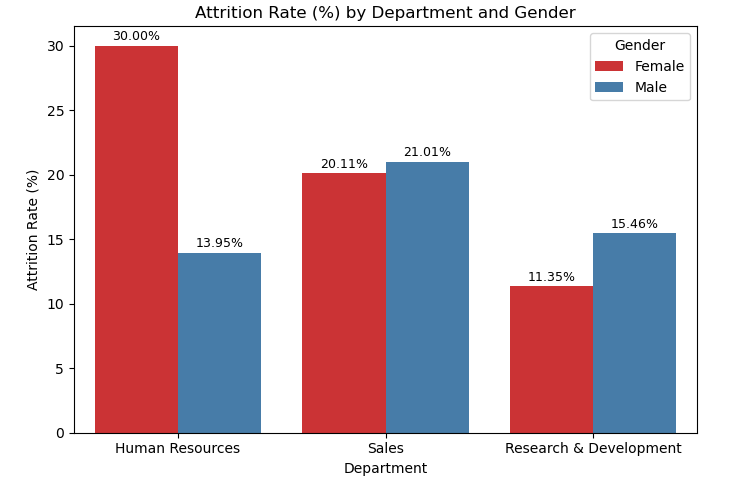 Attrition Rate (%) by Department and Gender
30.00%
13.95%
20.11%
21.01%
11.35%
15.46%
Gender
Female
Male
Attrition Rate (%)
30
25
20
15
10
5
0
Human Resources
Sales
Research & Development
Department